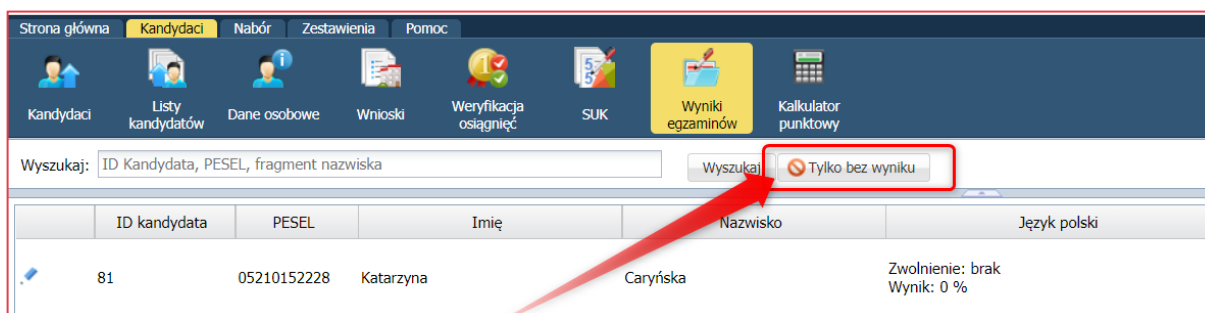 Strona główna Kandydaci Nabór Zestawienia Pomoc
Kandydaci
Listy
kandydatów
Dane osobowe
Wnioski
Weryfikacja
osiągnięć
SUK
Wyniki
egzaminów
Kalkulator
punktowy
Wyszukaj: ID Kandydata, PESEL, fragment nazwiska Wyszukaj Tylko bez wyniku
ID kandydata PESEL Imię Nazwisko Język polski
81 05210152228 Katarzyna Caryńska Zwolnienie: brak
Wynik: 0 %